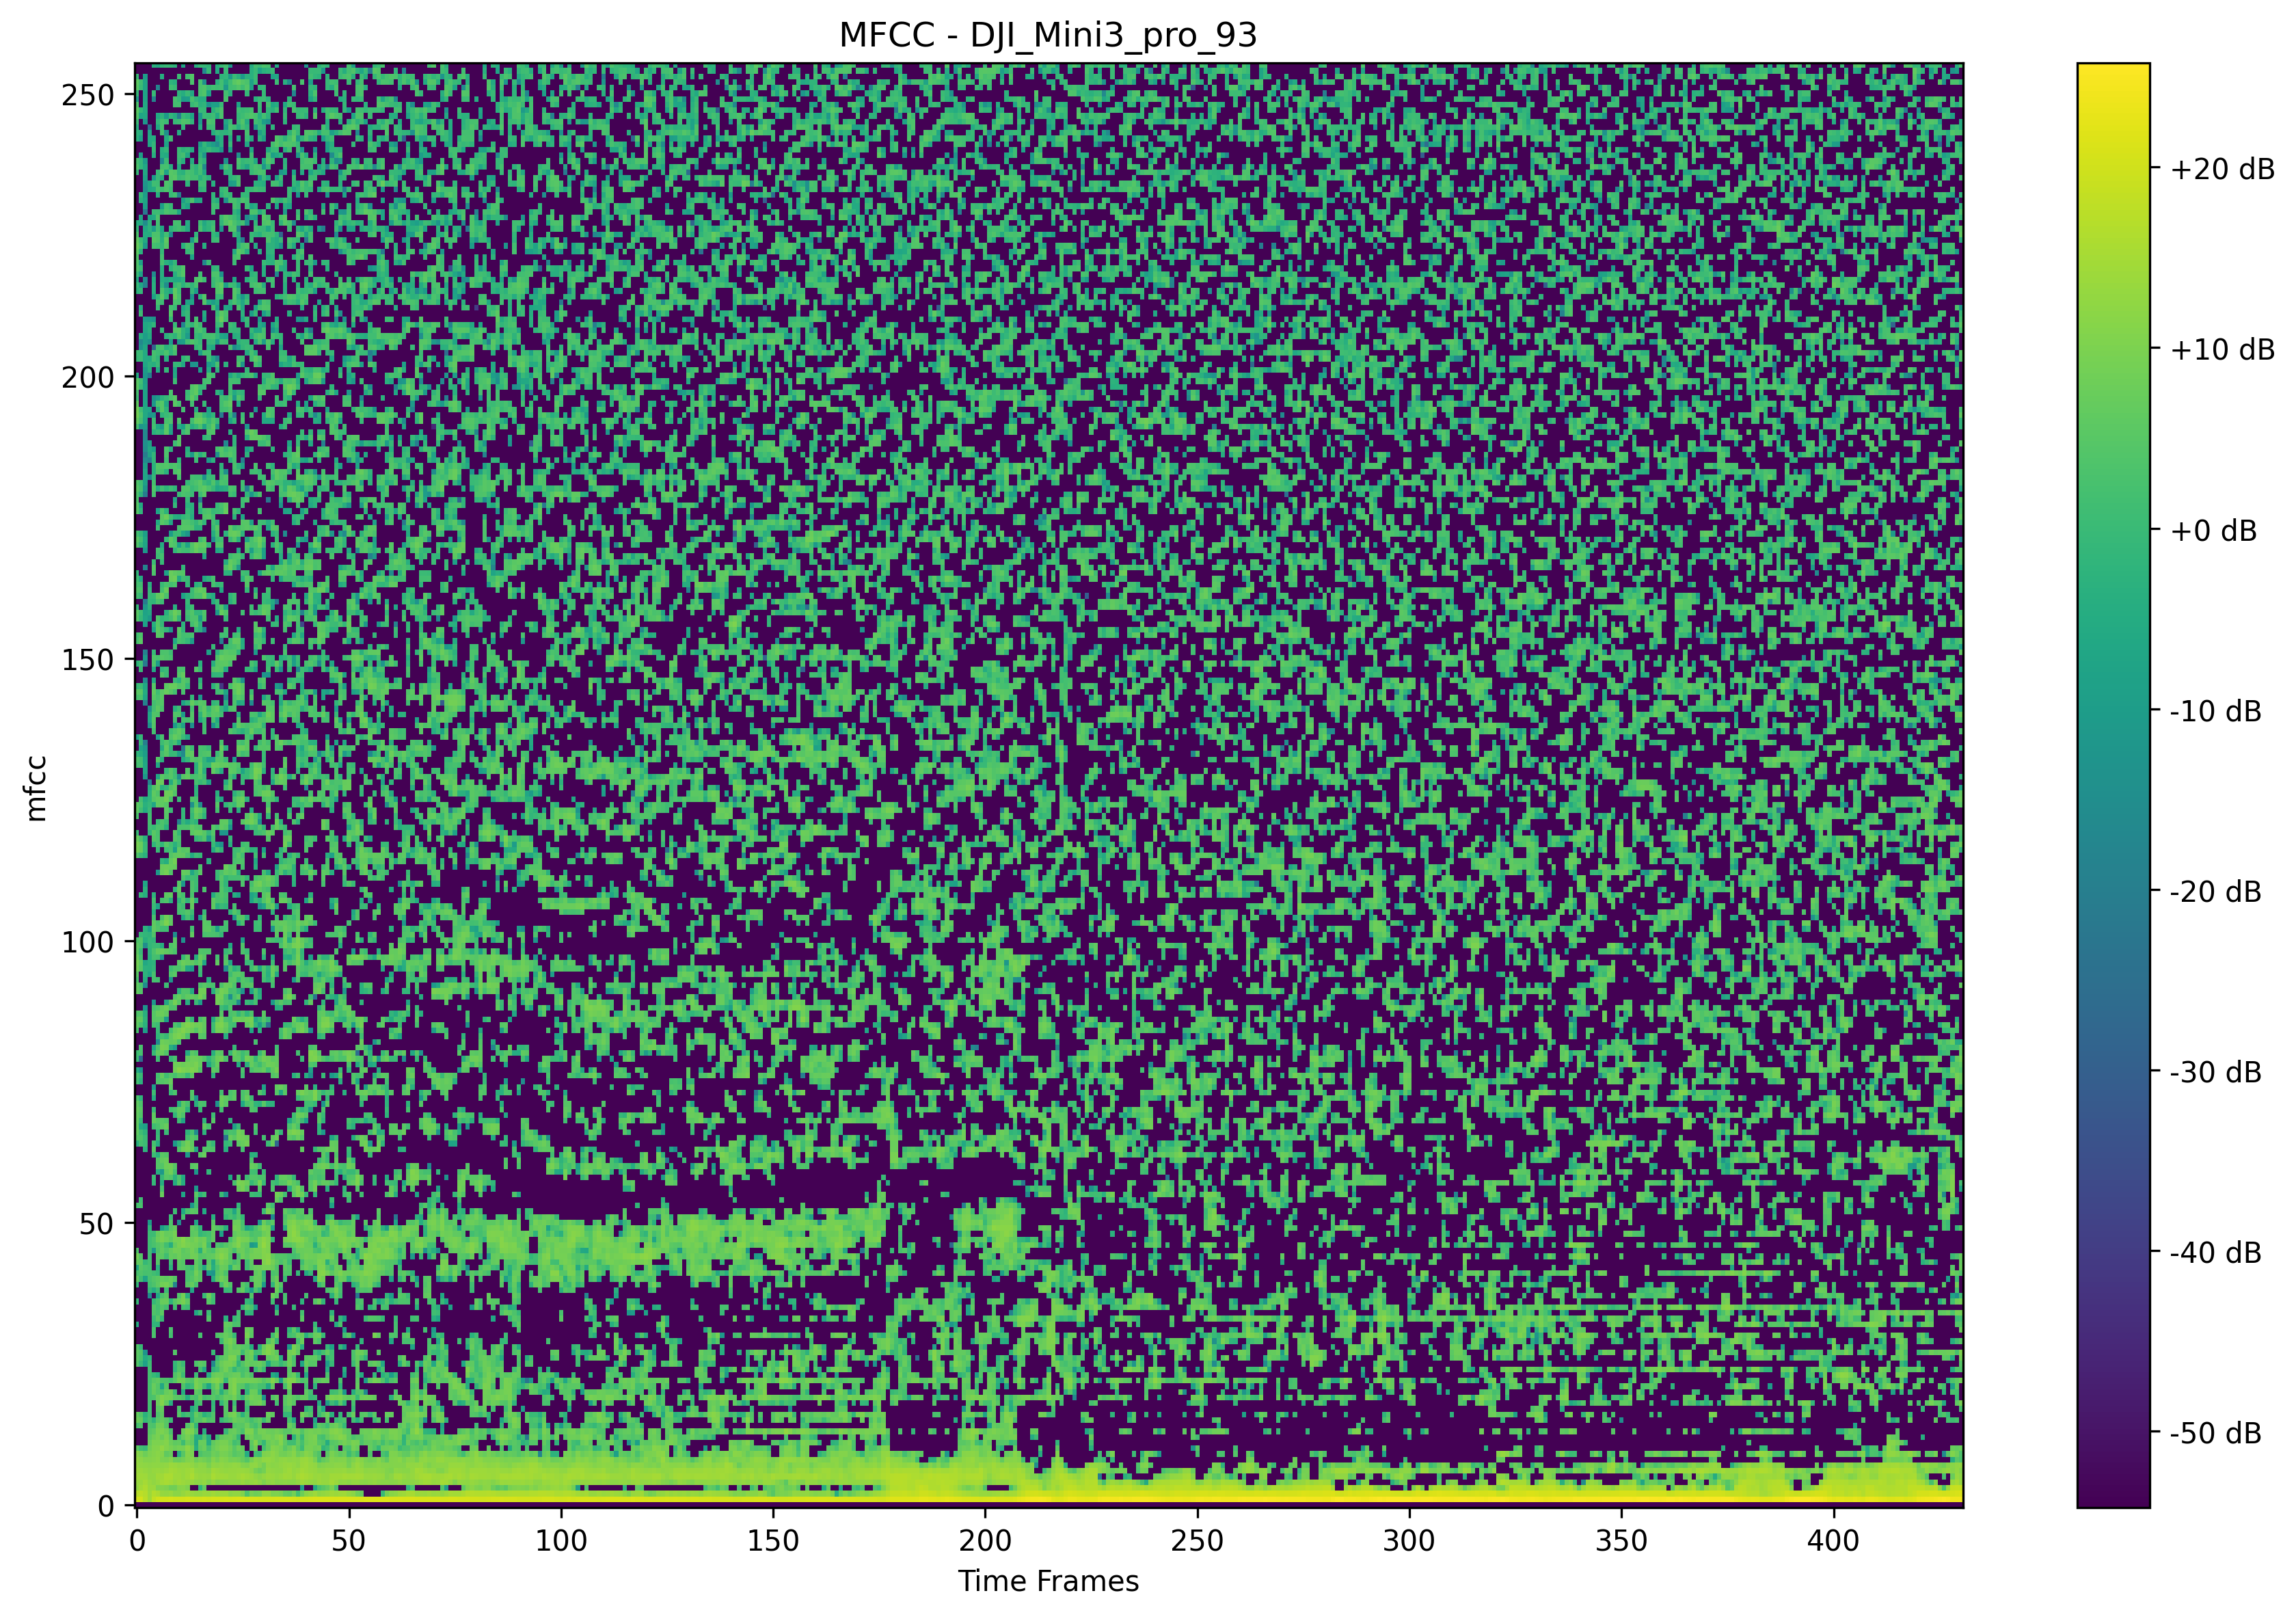 MFCC - DJI_Mini3_pro_93
250
200
150
100
50
0
mfcc
0 50 100 150 200 250 300 350 400
Time Frames
+20 dB
+10 dB
+0 dB
-10 dB
-20 dB
-30 dB
-40 dB
-50 dB